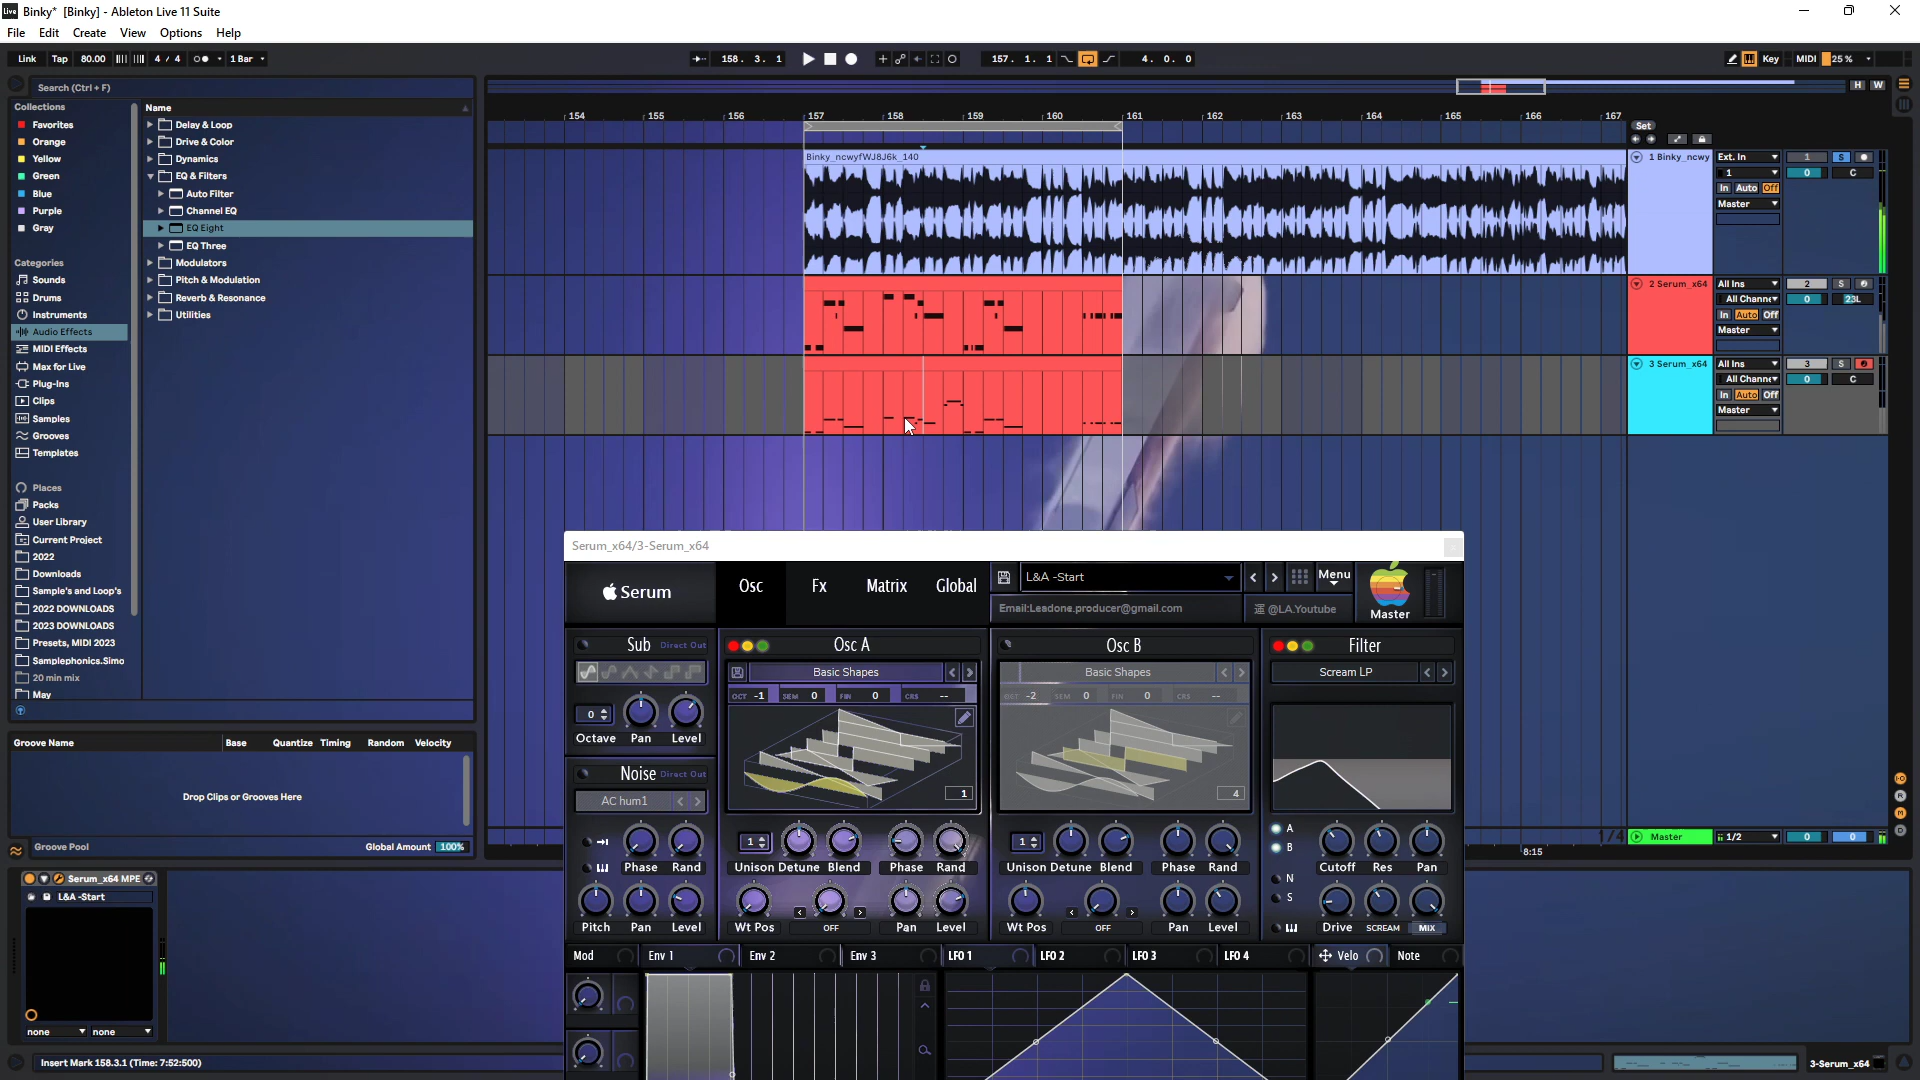 Binky* [Binky] - Ableton Live 11 Suite
File Edit Create View Options Help
Link Tap 80.00 4 / 4 1 Bar 158. 3. 1 157. 1. 1 4. 0. 0 Key MIDI 25 %
Search (Ctrl + F)
H W
Collections
Favorites
Orange
Yellow
Green
Blue
Purple
Gray
Categories
Sounds
Drums
Instruments
Audio Effects
MIDI Effects
Max for Live
Plug-Ins
Clips
Samples
Grooves
Templates
Places
Packs
User Library
Current Project
2022
Downloads
Sample's and Loop's
2022 DOWNLOADS
2023 DOWNLOADS
Presets, MIDI 2023
Samplephonics.Simo
20 min mix
May
Name
Delay & Loop
Drive & Color
Dynamics
EQ & Filters
Auto Filter
Channel EQ
EQ Eight
EQ Three
Modulators
Pitch & Modulation
Reverb & Resonance
Utilities
154 155 156 157 158 159 160 161 162 163 164 165 166 167
Set
Binky_ncwyfWJ8J6k_140
1 Binky_ncwy Ext. In 1 S
1 0 C
In Auto Off
Master
2 Serum_x64 All Ins 2 S
All Channe 0 23L
In Auto Off
Master
3 Serum_x64 All Ins 3 S
All Channe 0 C
In Auto Off
Master
Groove Name Base Quantize Timing Random Velocity
Drop Clips or Grooves Here
Groove Pool Global Amount 100%
1/4 Master 1/2 0 0
8:15
Serum_x64/3-Serum_x64
Serum Osc Fx Matrix Global L&A -Start Menu
Email:Leadone.producer@gmail.com @LA.Youtube Master
Sub Direct Out Osc A Osc B Filter
Basic Shapes Basic Shapes Scream LP
OCT -1 SEM 0 FIN 0 CRS --
OCT -2 SEM 0 FIN 0 CRS --
0
Octave Pan Level
Noise Direct Out
AC hum1
1 4
Phase Rand
Pitch Pan Level
1
Unison Detune Blend Phase Rand
Wt Pos OFF Pan Level
1
Unison Detune Blend Phase Rand
Wt Pos OFF Pan Level
A
B
N
S
Cutoff Res Pan
Drive SCREAM MIX
Mod Env 1 Env 2 Env 3 LFO 1 LFO 2 LFO 3 LFO 4 Velo Note
Serum_x64 MPE
L&A -Start
none none
Insert Mark 158.3.1 (Time: 7:52:500)
3-Serum_x64